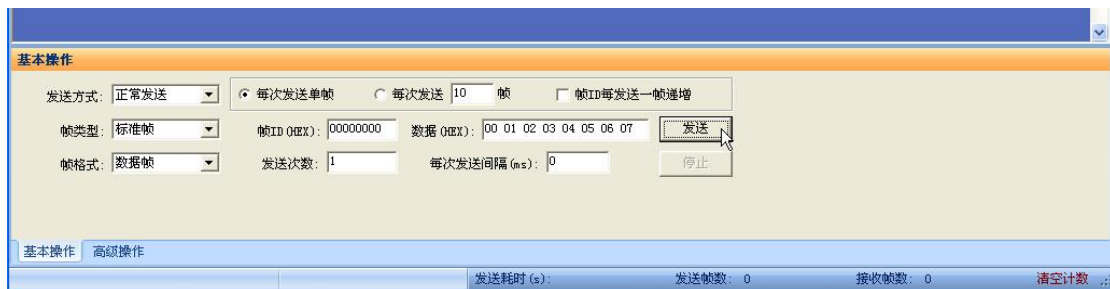 基本操作
发送方式: 正常发送 每次发送单帧 每次发送 10 帧 帧ID每发送一帧递增
帧类型: 标准帧 帧ID(HEX): 00000000 数据(HEX): 00 01 02 03 04 05 06 07 发送
帧格式: 数据帧 发送次数: 1 每次发送间隔(ms): 0 停止
基本操作 高级操作
发送耗时(s): 发送帧数: 0 接收帧数: 0 清空计数